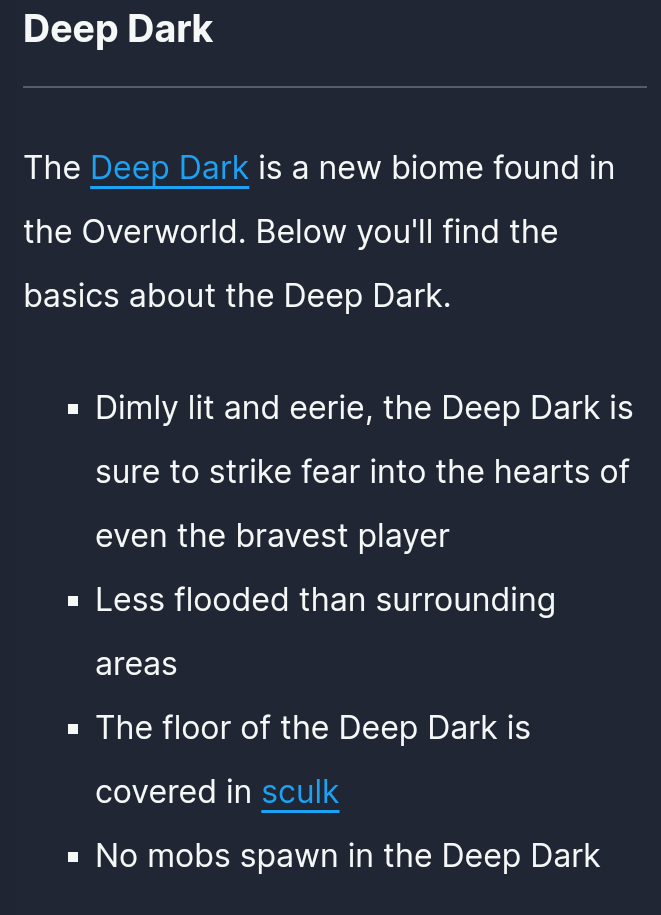 Deep Dark
The Deep Dark is a new biome found in
the Overworld. Below you'll find the
basics about the Deep Dark.
Dimly lit and eerie, the Deep Dark is
sure to strike fear into the hearts of
even the bravest player
Less flooded than surrounding
areas
The floor of the Deep Dark is
covered in sculk
No mobs spawn in the Deep Dark